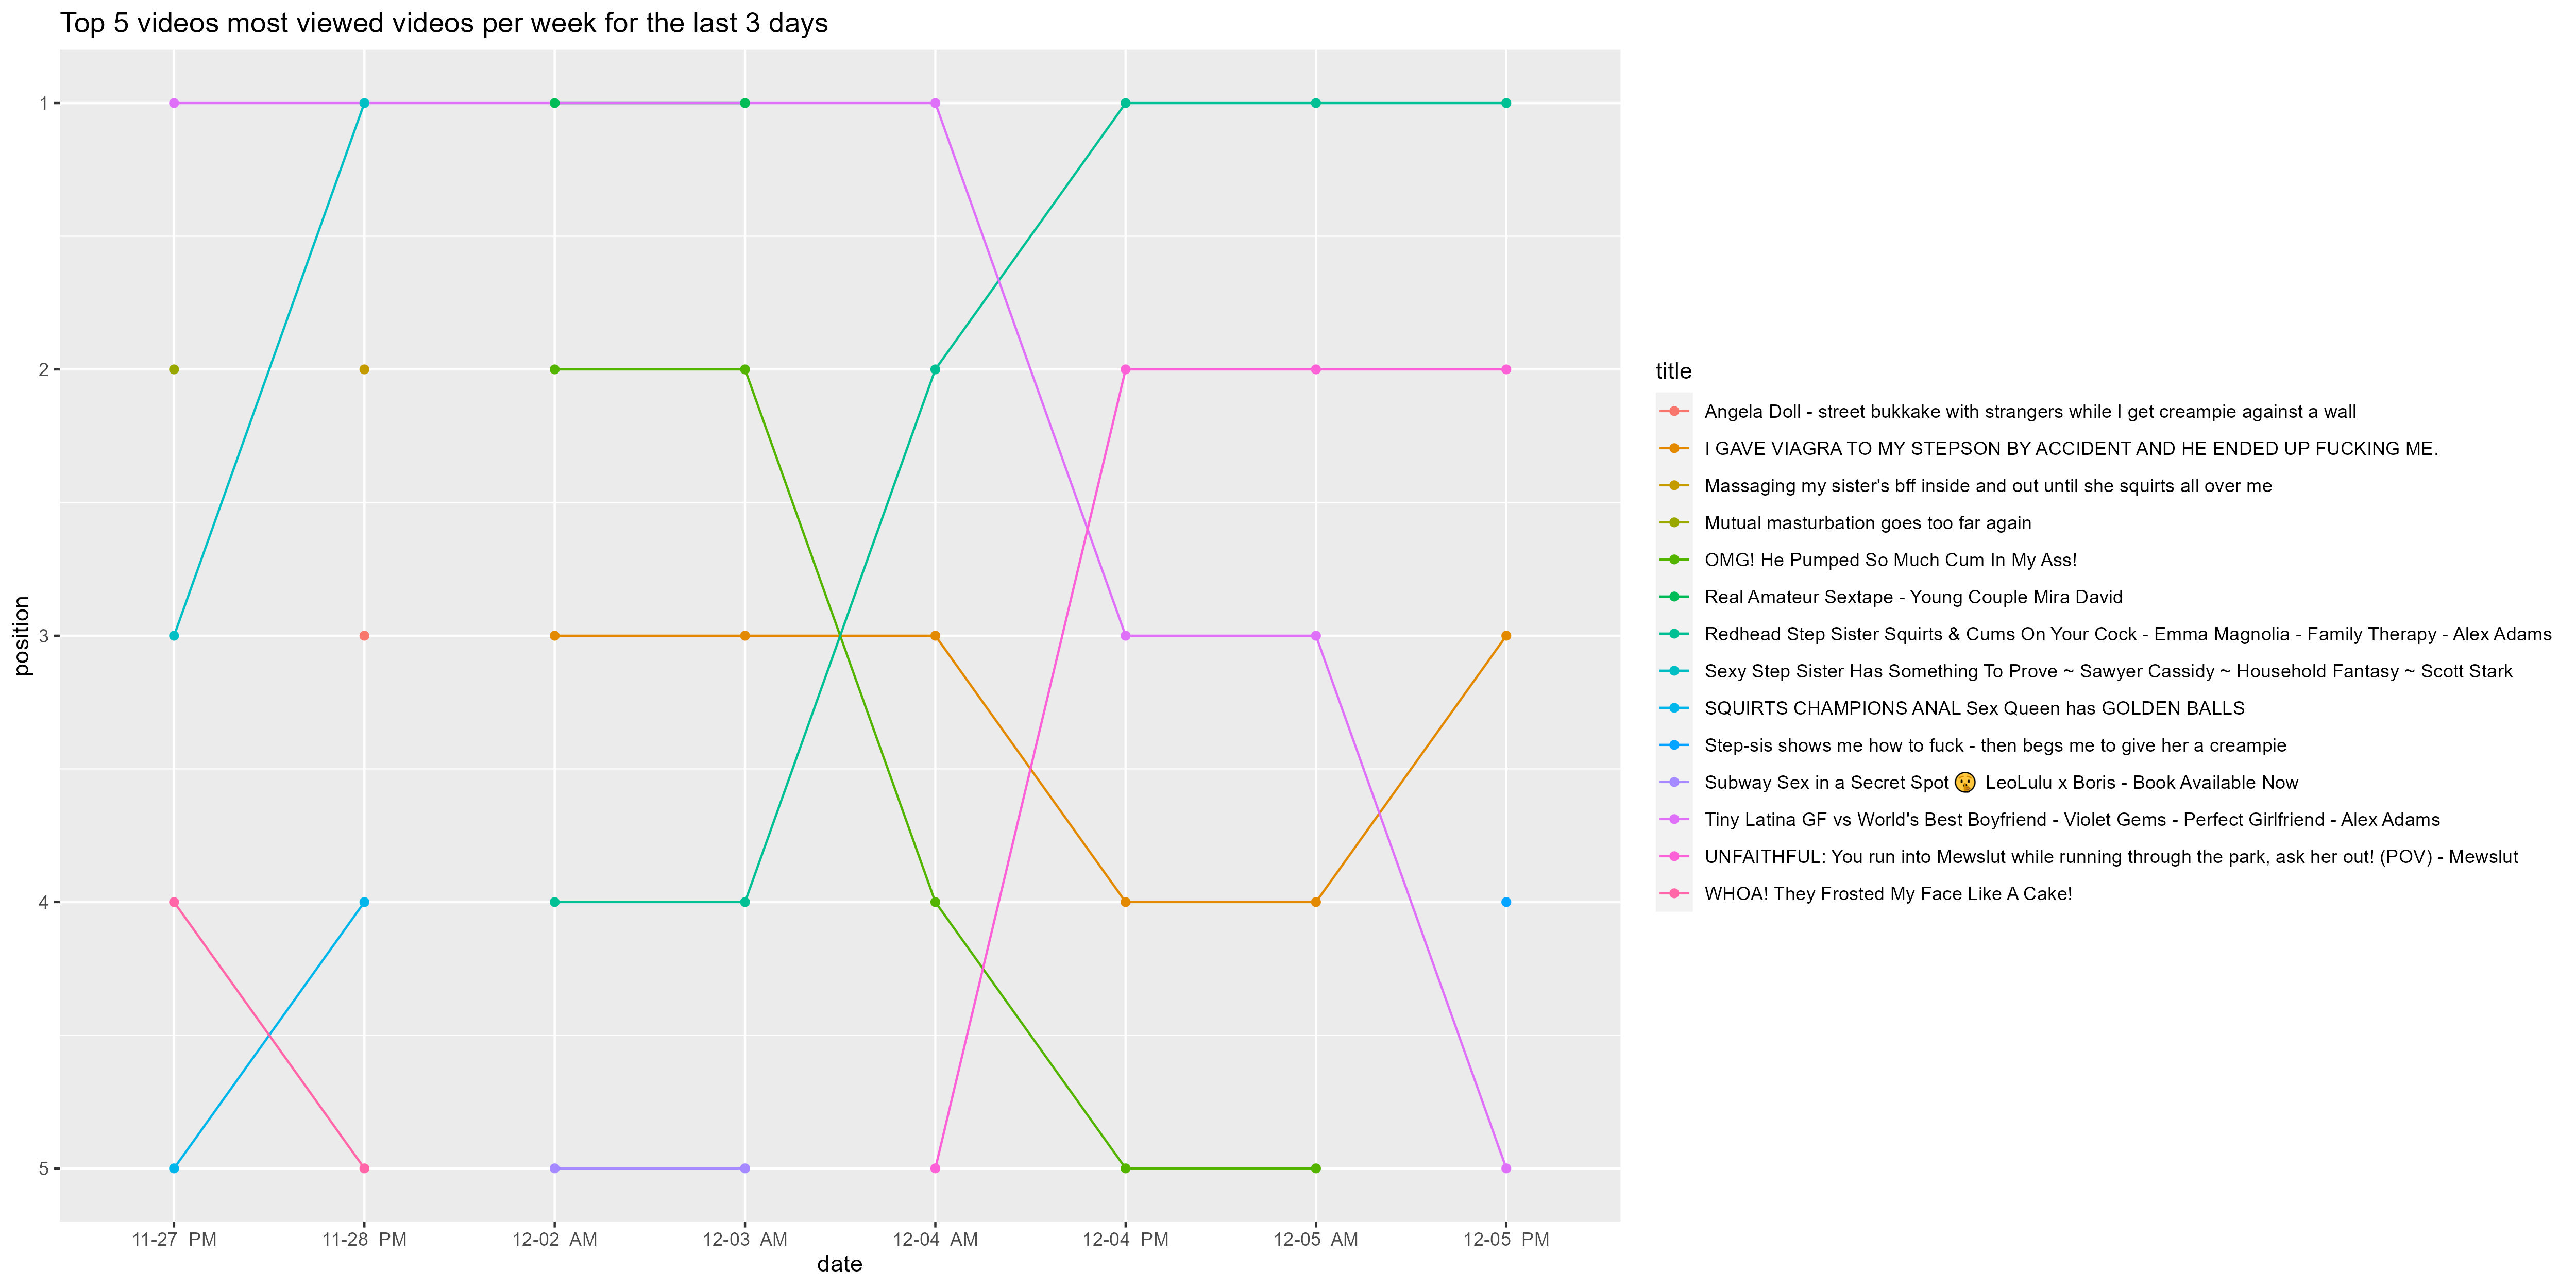 Top 5 videos most viewed videos per week for the last 3 days
1
2
3
4
5
position
11-27 PM
11-28 PM
12-02 AM
12-03 AM
12-04 AM
12-04 PM
12-05 AM
12-05 PM
date
title
Angela Doll - street bukkake with strangers while I get creampie against a wall
I GAVE VIAGRA TO MY STEPSON BY ACCIDENT AND HE ENDED UP FUCKING ME.
Massaging my sister's bff inside and out until she squirts all over me
Mutual masturbation goes too far again
OMG! He Pumped So Much Cum In My Ass!
Real Amateur Sextape - Young Couple Mira David
Redhead Step Sister Squirts & Cums On Your Cock - Emma Magnolia - Family Therapy - Alex Adams
Sexy Step Sister Has Something To Prove ~ Sawyer Cassidy ~ Household Fantasy ~ Scott Stark
SQUIRTS CHAMPIONS ANAL Sex Queen has GOLDEN BALLS
Step-sis shows me how to fuck - then begs me to give her a creampie
Subway Sex in a Secret Spot 🤫 LeoLulu x Boris - Book Available Now
Tiny Latina GF vs World's Best Boyfriend - Violet Gems - Perfect Girlfriend - Alex Adams
UNFAITHFUL: You run into Mewslut while running through the park, ask her out! (POV) - Mewslut
WHOA! They Frosted My Face Like A Cake!